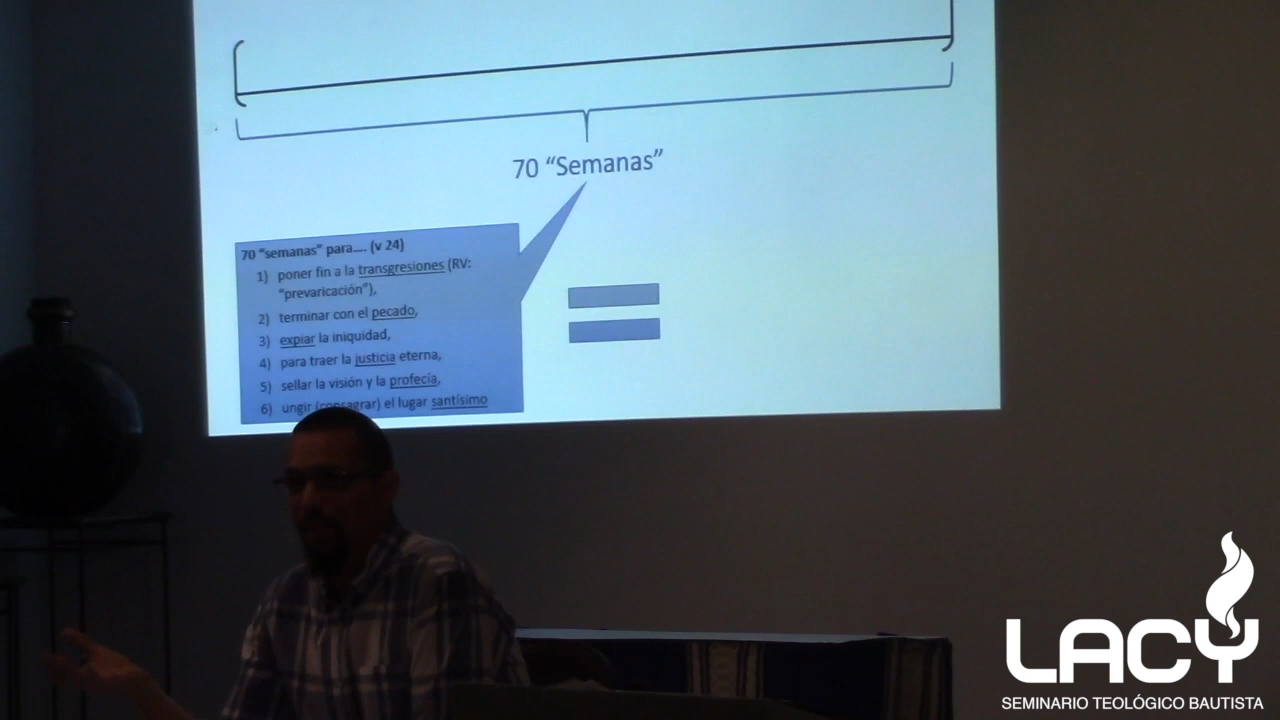 70 “Semanas”
70 “semanas” para.... (v 24)
1) poner fin a la transgresiones (RV:
“prevaricación”),
2) terminar con el pecado,
3) expiar la iniquidad,
4) para traer la justicia eterna,
5) sellar la visión y la profecía,
6) ungir (consagrar) el lugar santísimo
LACY
SEMINARIO TEOLÓGICO BAUTISTA